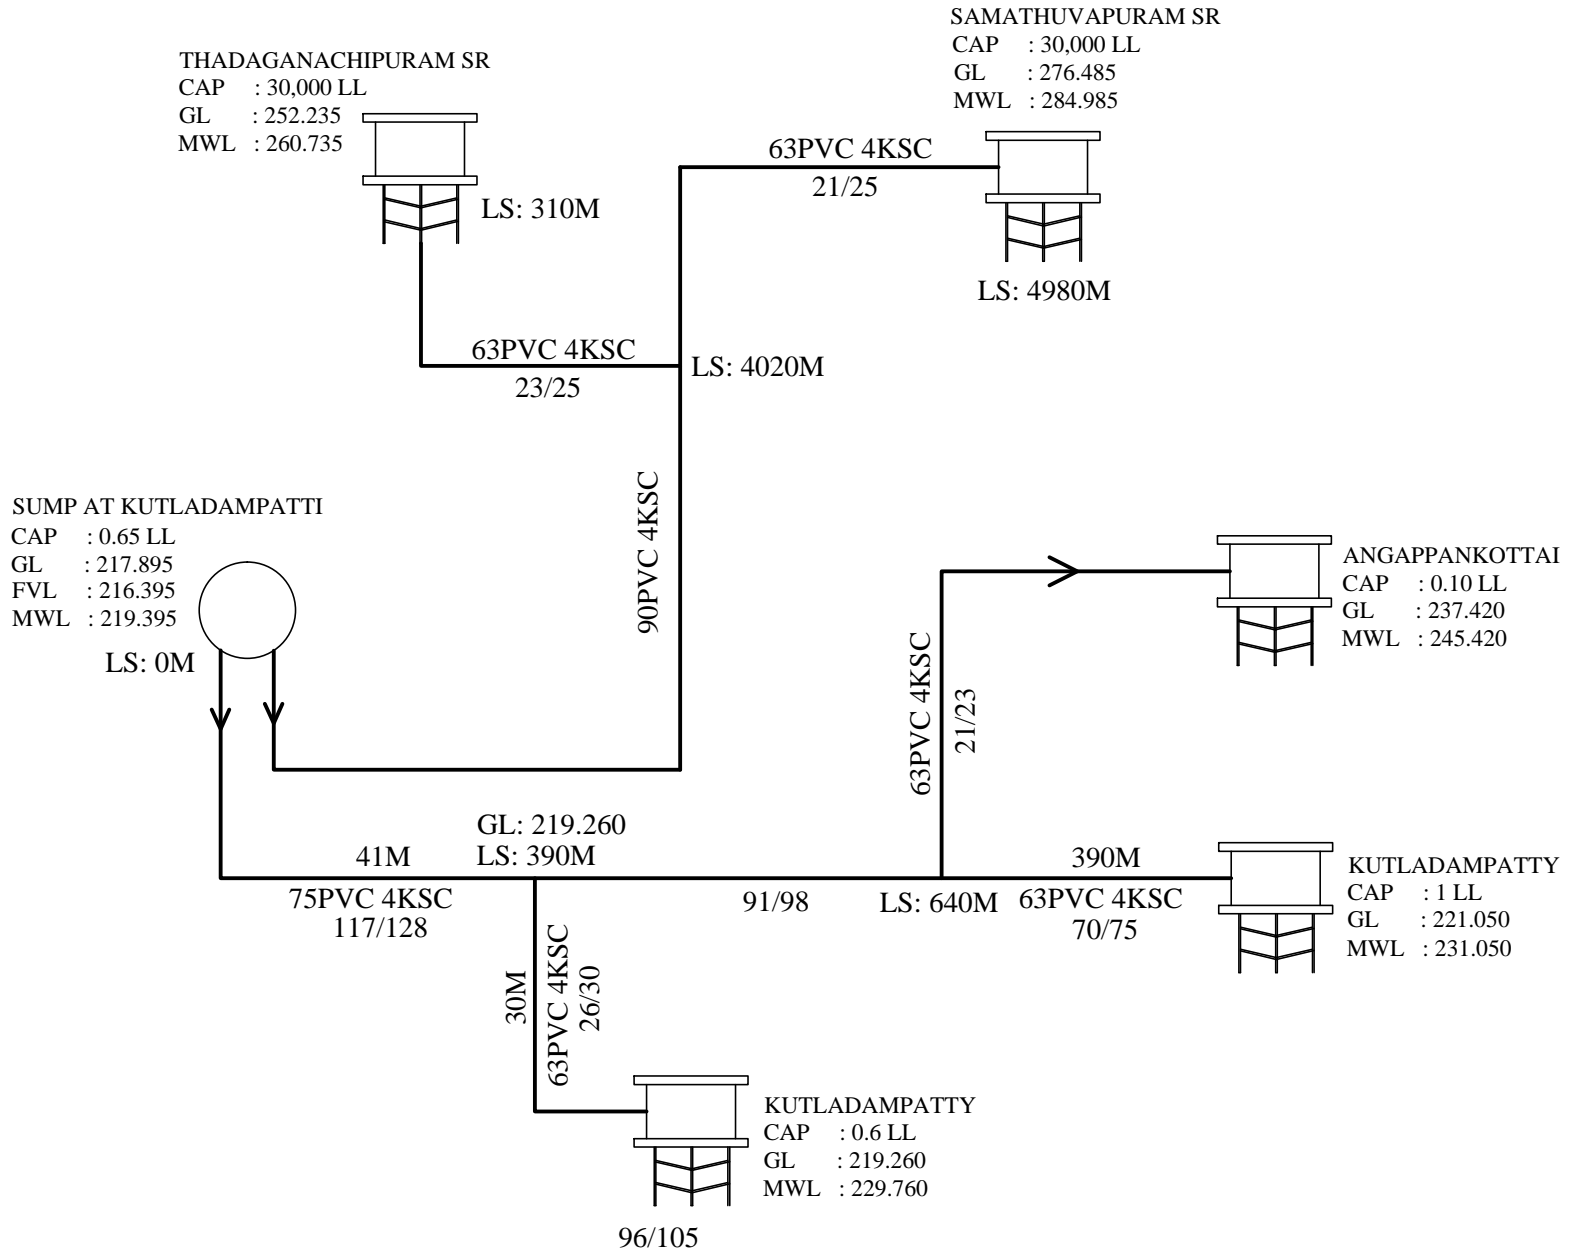 SAMATHUVAPURAM SR
CAP : 30,000 LL
GL : 276.485
MWL : 284.985
THADAGANACHIPURAM SR
CAP : 30,000 LL
GL : 252.235
MWL : 260.735
63PVC 4KSC
21/25
LS: 310M
LS: 4980M
63PVC 4KSC
23/25
LS: 4020M
90PVC 4KSC
SUMP AT KUTLADAMPATTI
CAP : 0.65 LL
GL : 217.895
FVL : 216.395
MWL : 219.395
LS: 0M
ANGAPPANKOTTAI
CAP : 0.10 LL
GL : 237.420
MWL : 245.420
63PVC 4KSC
21/23
GL: 219.260
LS: 390M
41M
75PVC 4KSC
117/128
91/98
LS: 640M
390M
63PVC 4KSC
70/75
KUTLADAMPATTY
CAP : 1 LL
GL : 221.050
MWL : 231.050
30M
63PVC 4KSC
26/30
KUTLADAMPATTY
CAP : 0.6 LL
GL : 219.260
MWL : 229.760
96/105